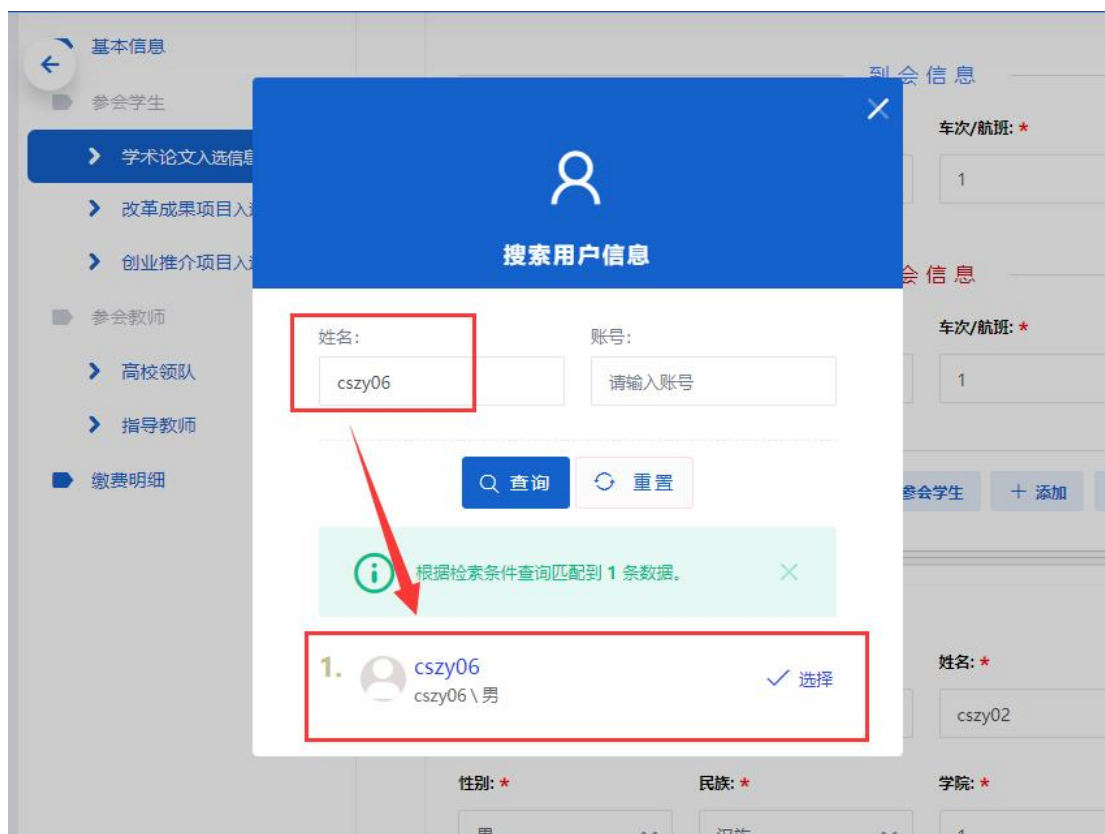 基本信息
参会学生
学术论文入选信息
改革成果项目入
创业推介项目入
参会教师
高校领队
指导教师
缴费明细
到会信息
车次/航班: *
1
会信息
车次/航班: *
1
参会学生
+ 添加
搜索用户信息
姓名:
账号:
cszy06
请输入账号
查询
重置
根据检索条件查询匹配到 1 条数据。
1.
cszy06
cszy06 \ 男
选择
姓名: *
cszy02
性别: *
民族: *
学院: *
男
汉族
1